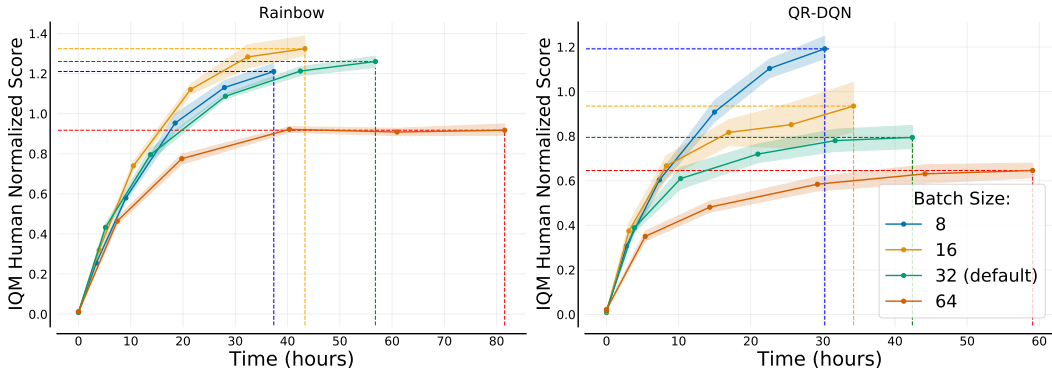 Rainbow
IQM Human Normalized Score
1.4
1.2
1.0
0.8
0.6
0.4
0.2
0.0
0 10 20 30 40 50 60 70 80
Time (hours)
QR-DQN
IQM Human Normalized Score
1.2
1.0
0.8
0.6
0.4
0.2
0.0
0 10 20 30 40 50 60
Time (hours)
Batch Size:
8
16
32 (default)
64